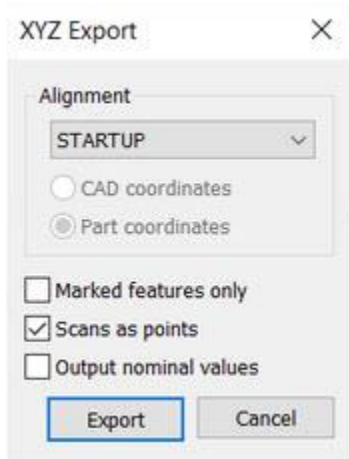 XYZ Export
Alignment
STARTUP
CAD coordinates
Part coordinates
Marked features only
Scans as points
Output nominal values
Export Cancel